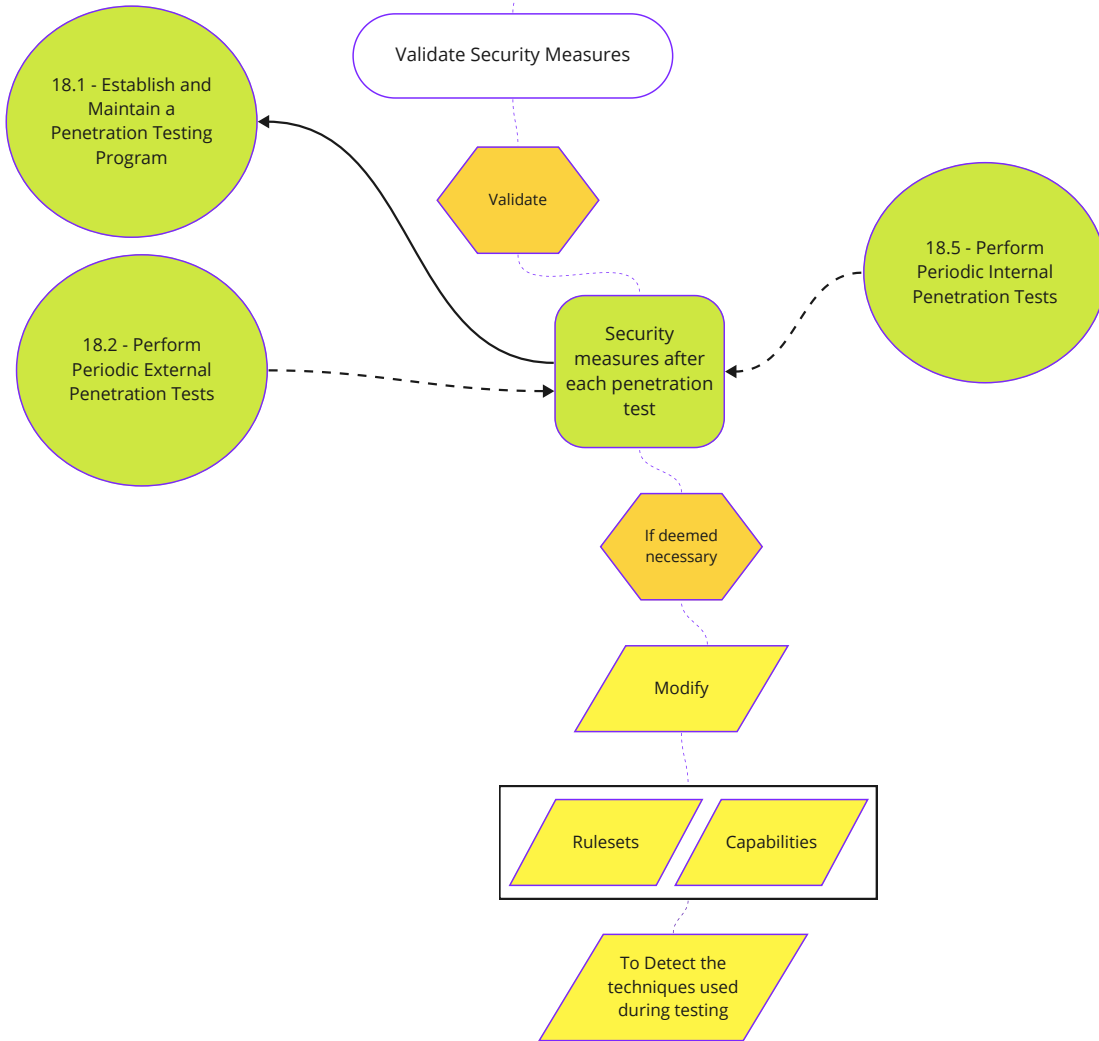 Validate Security Measures
18.1 - Establish and
Maintain a
Penetration Testing
Program
Validate
18.5 - Perform
Periodic Internal
Penetration Tests
18.2 - Perform
Periodic External
Penetration Tests
Security
measures after
each penetration
test
If deemed
necessary
Modify
Rulesets
Capabilities
To Detect the
techniques used
during testing